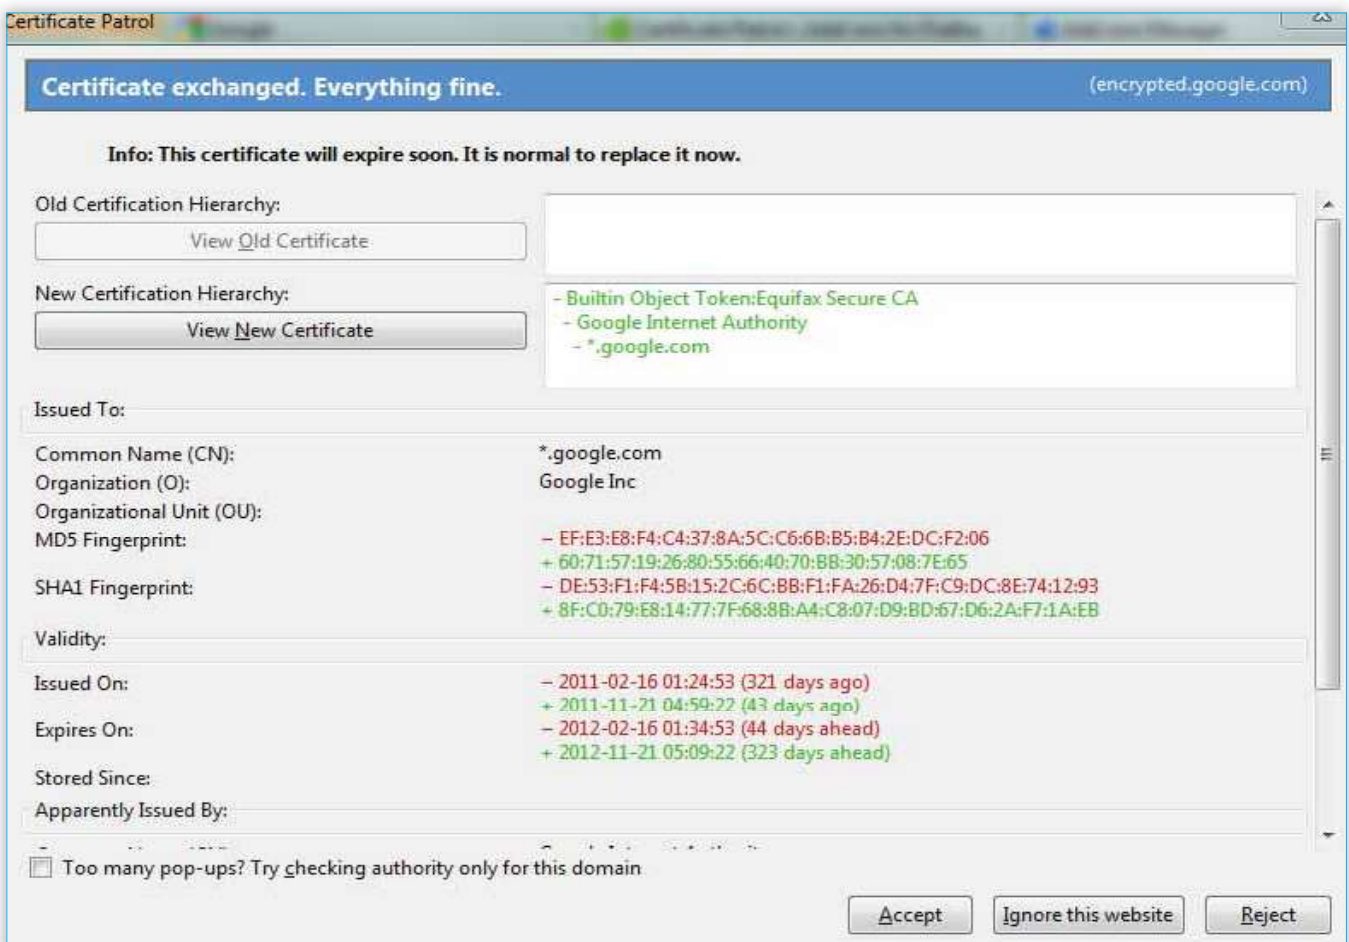 Certificate Patrol
Google
Certificate exchanged. Everything fine. (encrypted.google.com)
Info: This certificate will expire soon. It is normal to replace it now.
Old Certification Hierarchy:
View Old Certificate
New Certification Hierarchy:
View New Certificate
- Builtin Object Token:Equifax Secure CA
- Google Internet Authority
- *.google.com
Issued To:
Common Name (CN): *.google.com
Organization (O): Google Inc
Organizational Unit (OU):
MD5 Fingerprint: − EF:E3:E8:F4:C4:37:8A:5C:C6:6B:B5:B4:2E:DC:F2:06
+ 60:71:57:19:26:80:55:66:40:70:BB:30:57:08:7E:65
SHA1 Fingerprint: − DE:53:F1:F4:5B:15:2C:6C:BB:F1:FA:26:D4:7F:C9:DC:8E:74:12:93
+ 8F:C0:79:E8:14:77:7F:68:8B:A4:C8:07:D9:BD:67:D6:2A:F7:1A:EB
Validity:
Issued On: − 2011-02-16 01:24:53 (321 days ago)
+ 2011-11-21 04:59:22 (43 days ago)
Expires On: − 2012-02-16 01:34:53 (44 days ahead)
+ 2012-11-21 05:09:22 (323 days ahead)
Stored Since:
Apparently Issued By:
Too many pop-ups? Try checking authority only for this domain
Accept Ignore this website Reject